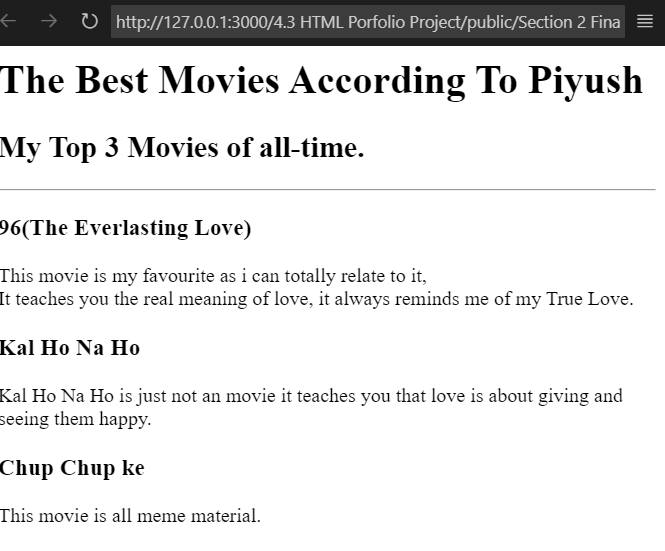 http://127.0.0.1:3000/4.3 HTML Porfolio Project/public/Section 2 Fina
The Best Movies According To Piyush
My Top 3 Movies of all-time.
96(The Everlasting Love)
This movie is my favourite as i can totally relate to it,
It teaches you the real meaning of love, it always reminds me of my True Love.
Kal Ho Na Ho
Kal Ho Na Ho is just not an movie it teaches you that love is about giving and
seeing them happy.
Chup Chup ke
This movie is all meme material.